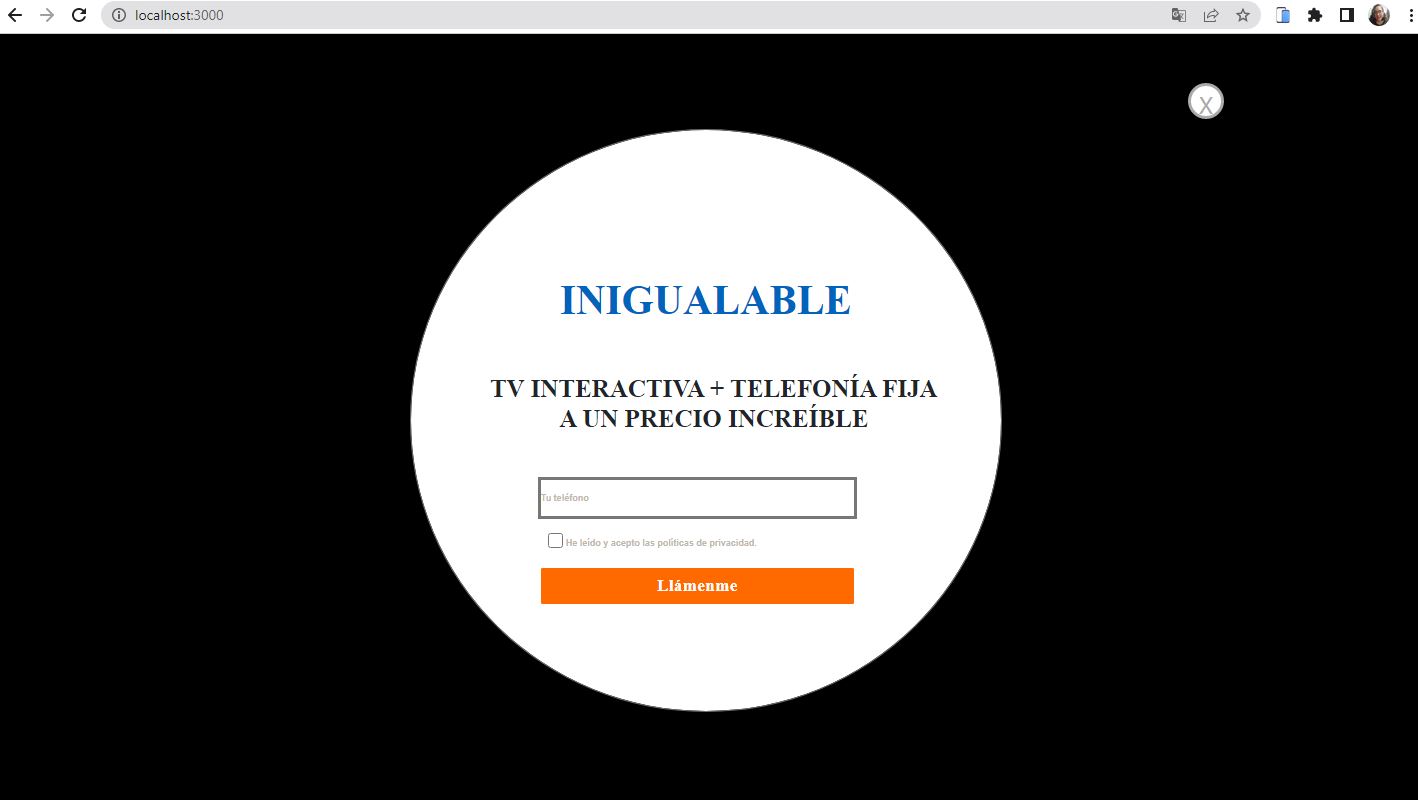 localhost:3000
X
INIGUALABLE
TV INTERACTIVA + TELEFONÍA FIJA
A UN PRECIO INCREÍBLE
Tu teléfono
He leído y acepto las políticas de privacidad.
Llámenme